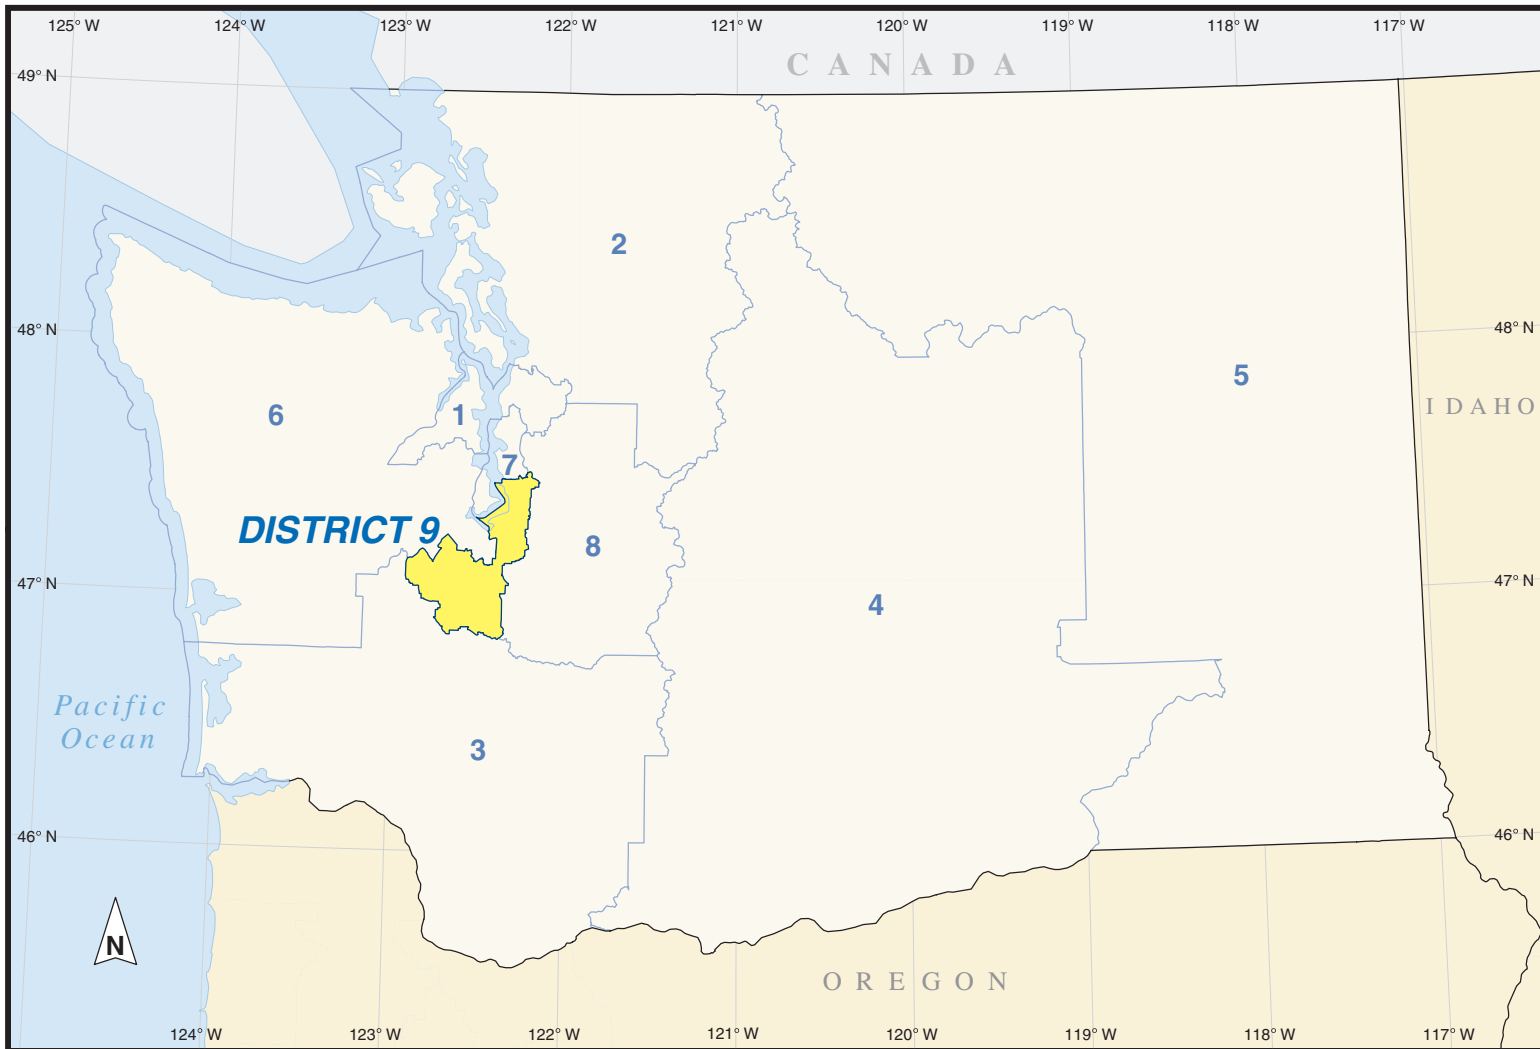 125° W 124° W 123° W 122° W 121° W 120° W 119° W 118° W 117° W
CANADA
49° N
2
48° N 48° N
5
6 1 IDAHO
7
DISTRICT 9
8
47° N 47° N
4
Pacific
Ocean
3
46° N 46° N
N
OREGON
124° W 123° W 122° W 121° W 120° W 119° W 118° W 117° W